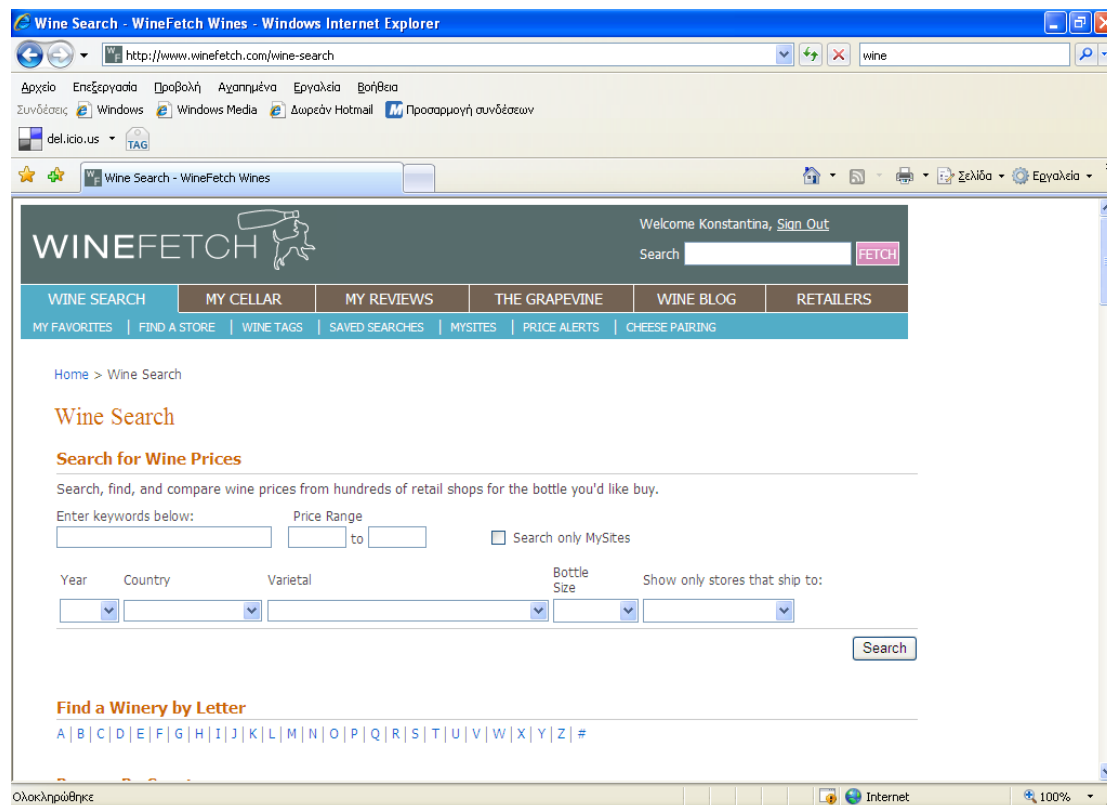 Wine Search - WineFetch Wines - Windows Internet Explorer
http://www.winefetch.com/wine-search
wine
Αρχείο Επεξεργασία Προβολή Αγαπημένα Εργαλεία Βοήθεια
Συνδέσεις Windows Windows Media Δωρεάν Hotmail Προσαρμογή συνδέσεων
del.icio.us TAG
Wine Search - WineFetch Wines
Σελίδα Εργαλεία
WINEFETCH
Welcome Konstantina, Sign Out
Search FETCH
WINE SEARCH MY CELLAR MY REVIEWS THE GRAPEVINE WINE BLOG RETAILERS
MY FAVORITES | FIND A STORE | WINE TAGS | SAVED SEARCHES | MYSITES | PRICE ALERTS | CHEESE PAIRING
Home > Wine Search
Wine Search
Search for Wine Prices
Search, find, and compare wine prices from hundreds of retail shops for the bottle you'd like buy.
Enter keywords below: Price Range
to Search only MySites
Year Country Varietal Bottle Size Show only stores that ship to:
Search
Find a Winery by Letter
A | B | C | D | E | F | G | H | I | J | K | L | M | N | O | P | Q | R | S | T | U | V | W | X | Y | Z | #
Ολοκληρώθηκε Internet 100%